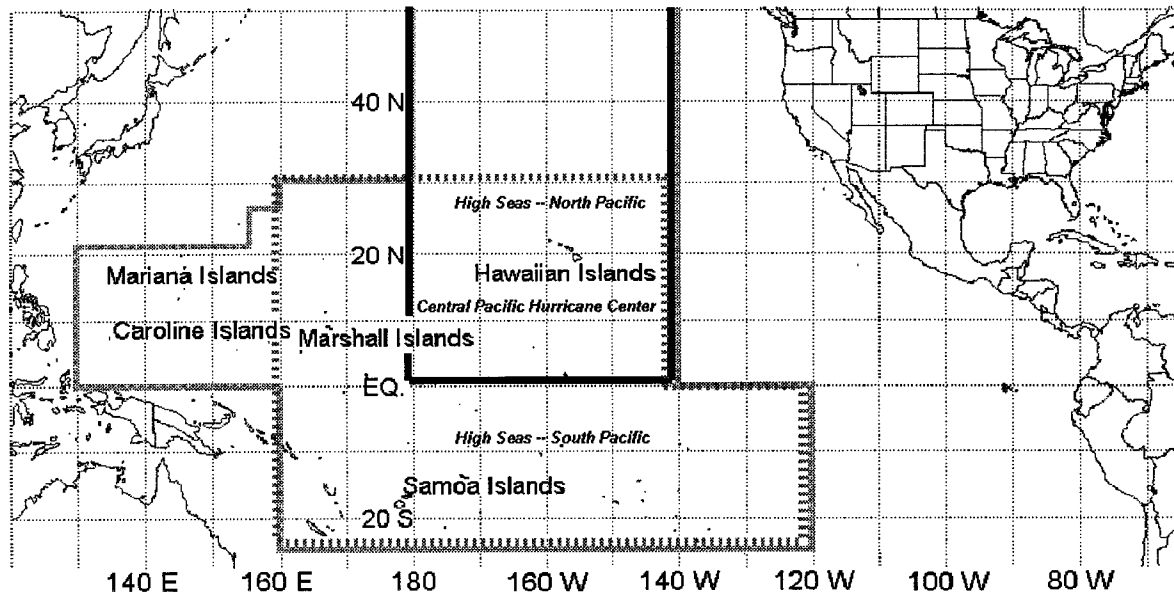 40 N
High Seas -- North Pacific
20 N
Mariana Islands
Hawaiian Islands
Central Pacific Hurricane Center
Caroline Islands
Marshall Islands
EQ.
High Seas -- South Pacific
Samoa Islands
20 S
140 E 160 E 180 160 W 140 W 120 W 100 W 80 W